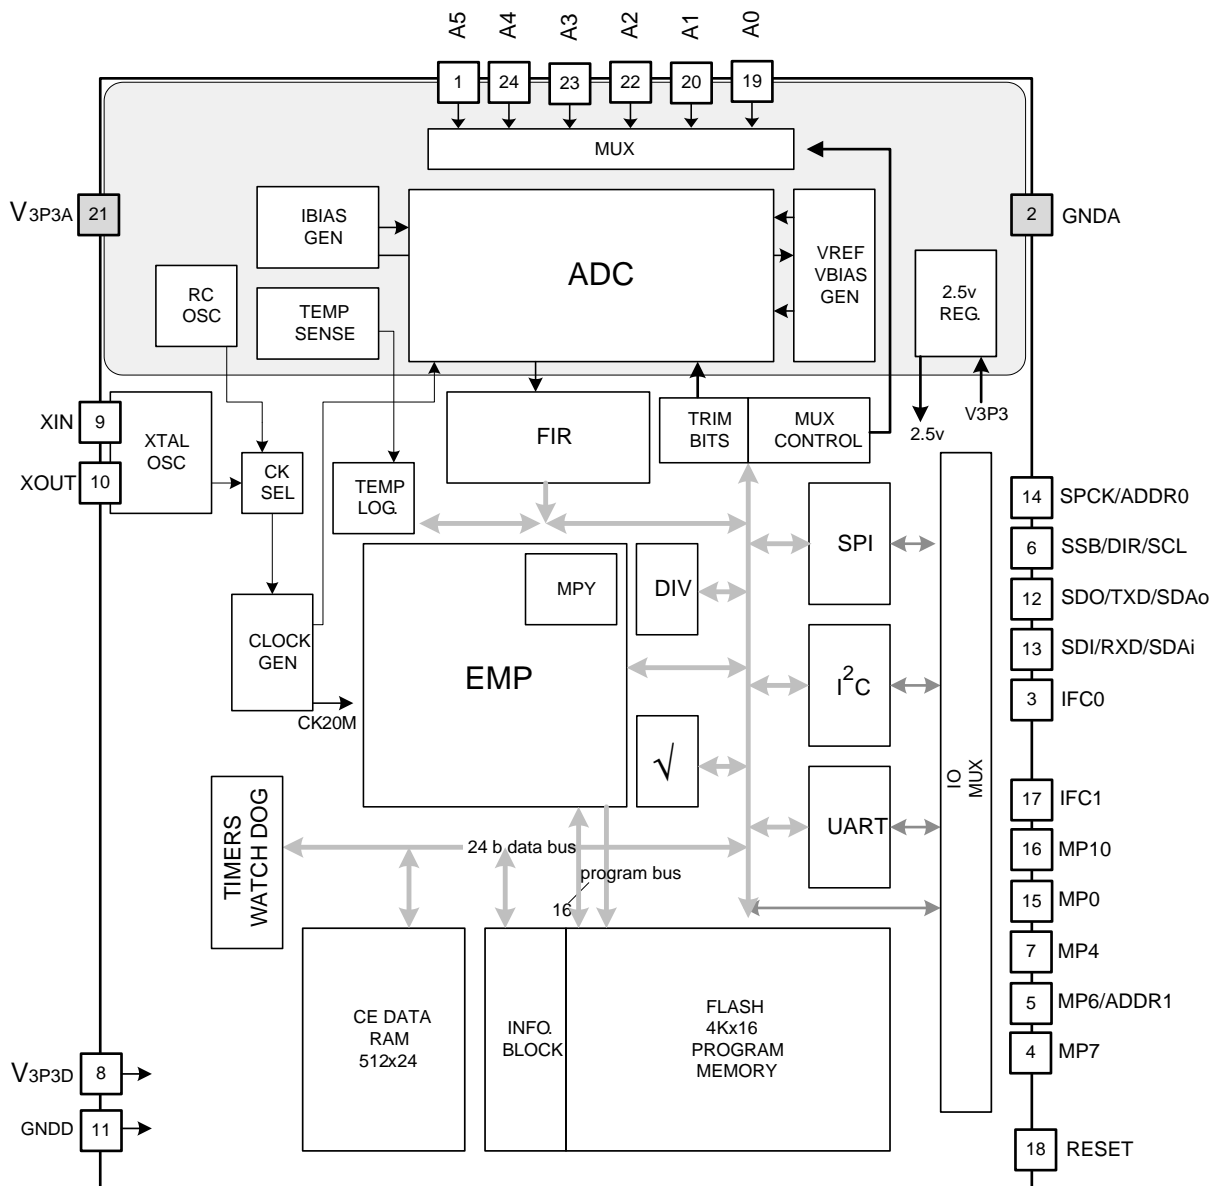 A5 A4 A3 A2 A1 A0
1 24 23 22 20 19
MUX
V3P3A 21
2 GNDA
IBIAS
GEN
ADC
VREF
VBIAS
GEN
RC
OSC
TEMP
SENSE
2.5v
REG.
XIN 9
XTAL
OSC
XOUT 10
CK
SEL
TEMP
LOG.
FIR
TRIM
BITS
MUX
CONTROL
2.5v
V3P3
14 SPCK/ADDR0
6 SSB/DIR/SCL
12 SDO/TXD/SDAo
13 SDI/RXD/SDAi
3 IFC0
SPI
MPY
DIV
CLOCK
GEN
EMP
I2C
CK20M
√
IO
MUX
17 IFC1
16 MP10
15 MP0
7 MP4
5 MP6/ADDR1
4 MP7
UART
TIMERS
WATCH DOG
24 b data bus
program bus
16
CE DATA
RAM
512x24
INFO.
BLOCK
FLASH
4Kx16
PROGRAM
MEMORY
V3P3D 8
GNDD 11
18 RESET